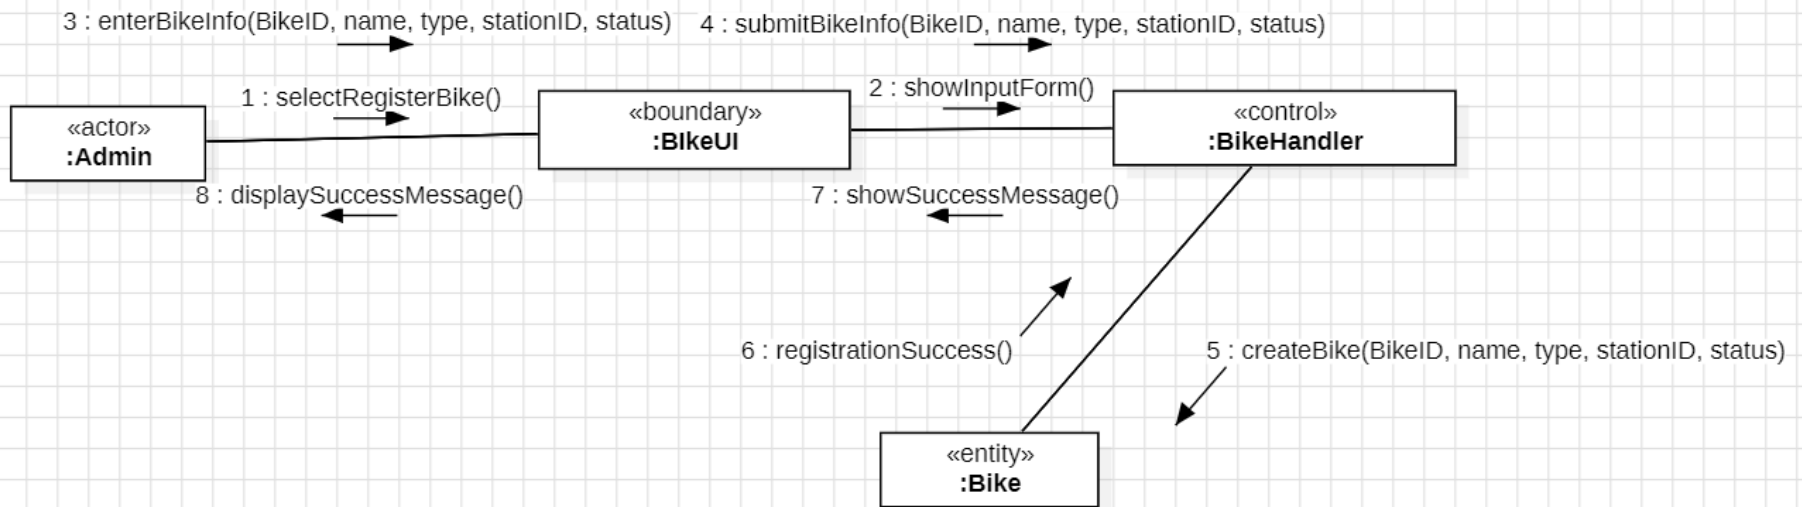 3 : enterBikeInfo(BikeID, name, type, stationID, status)
4 : submitBikeInfo(BikeID, name, type, stationID, status)
1 : selectRegisterBike()
2 : showInputForm()
«actor»
:Admin
«boundary»
:BIkeUI
«control»
:BikeHandler
8 : displaySuccessMessage()
7 : showSuccessMessage()
6 : registrationSuccess()
5 : createBike(BikeID, name, type, stationID, status)
«entity»
:Bike